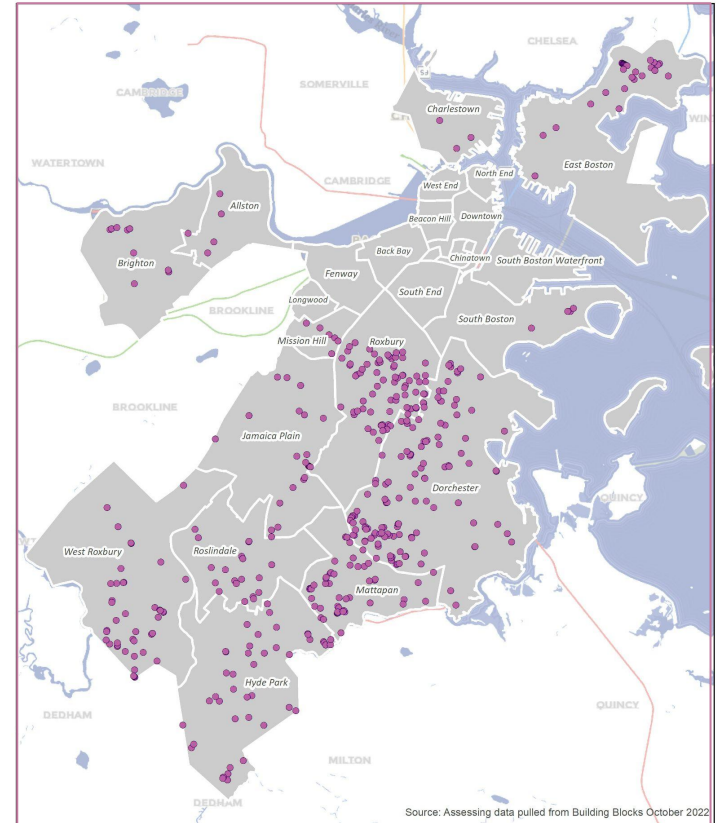 CHELSEA
SOMERVILLE
CAMBRIDGE
Charlestown
WIN
WATERTOWN
East Boston
CAMBRIDGE
North End
West End
Allston
Beacon Hill
Downtown
Back Bay
Chinatown
South Boston Waterfront
Brighton
Fenway
South End
Longwood
BROOKLINE
South Boston
Mission Hill
Roxbury
BROOKLINE
Jamaica Plain
Dorchester
QUINCY
West Roxbury
Roslindale
Mattapan
Hyde Park
DEDHAM
QUINCY
MILTON
DEDHAM
Source: Assessing data pulled from Building Blocks October 2022